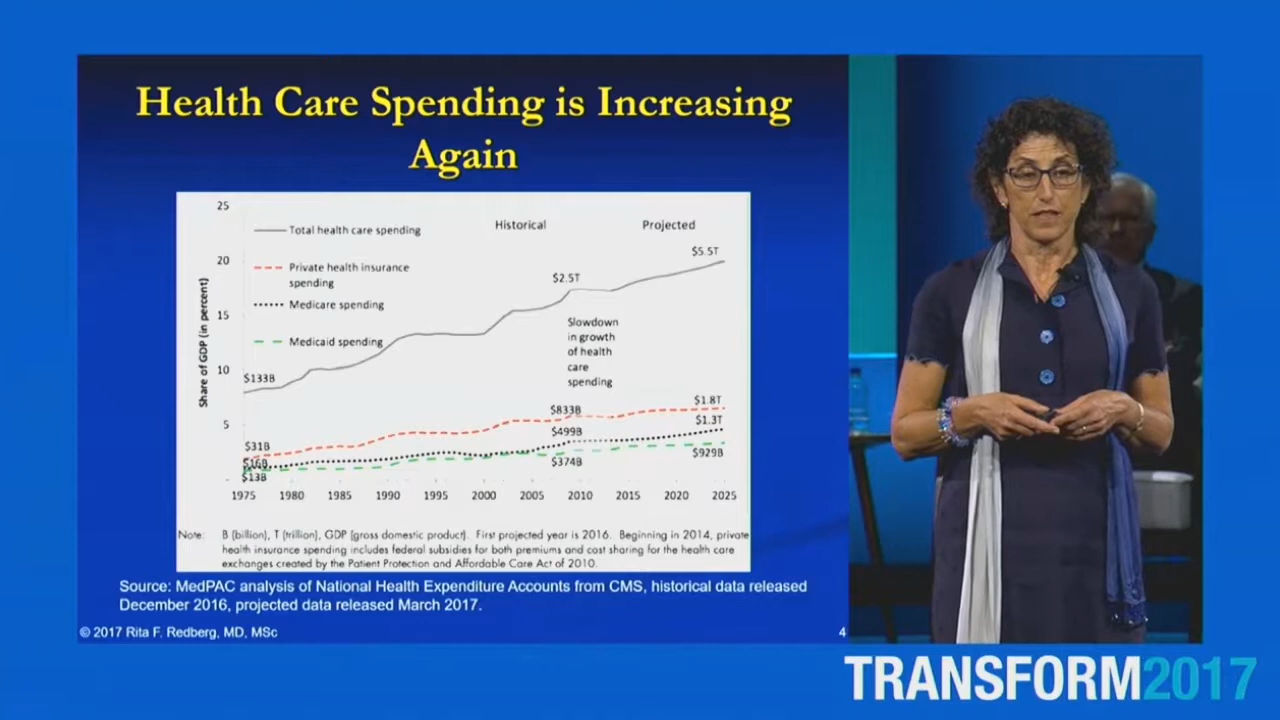 Health Care Spending is Increasing
Again
25
20
15
10
5
-
Share of GDP (in percent)
Total health care spending
Private health insurance
spending
Medicare spending
Medicaid spending
Historical
Projected
$5.5T
$2.5T
Slowdown
in growth
of health
care
spending
$133B
$833B
$1.8T
$499B
$1.3T
$374B
$929B
$31B
$16B
$13B
1975 1980 1985 1990 1995 2000 2005 2010 2015 2020 2025
Note: B (billion), T (trillion), GDP (gross domestic product). First projected year is 2016. Beginning in 2014, private
health insurance spending includes federal subsidies for both premiums and cost sharing for the health care
exchanges created by the Patient Protection and Affordable Care Act of 2010.
Source: MedPAC analysis of National Health Expenditure Accounts from CMS, historical data released
December 2016, projected data released March 2017.
© 2017 Rita F. Redberg, MD, MSc
4
TRANSFORM2017